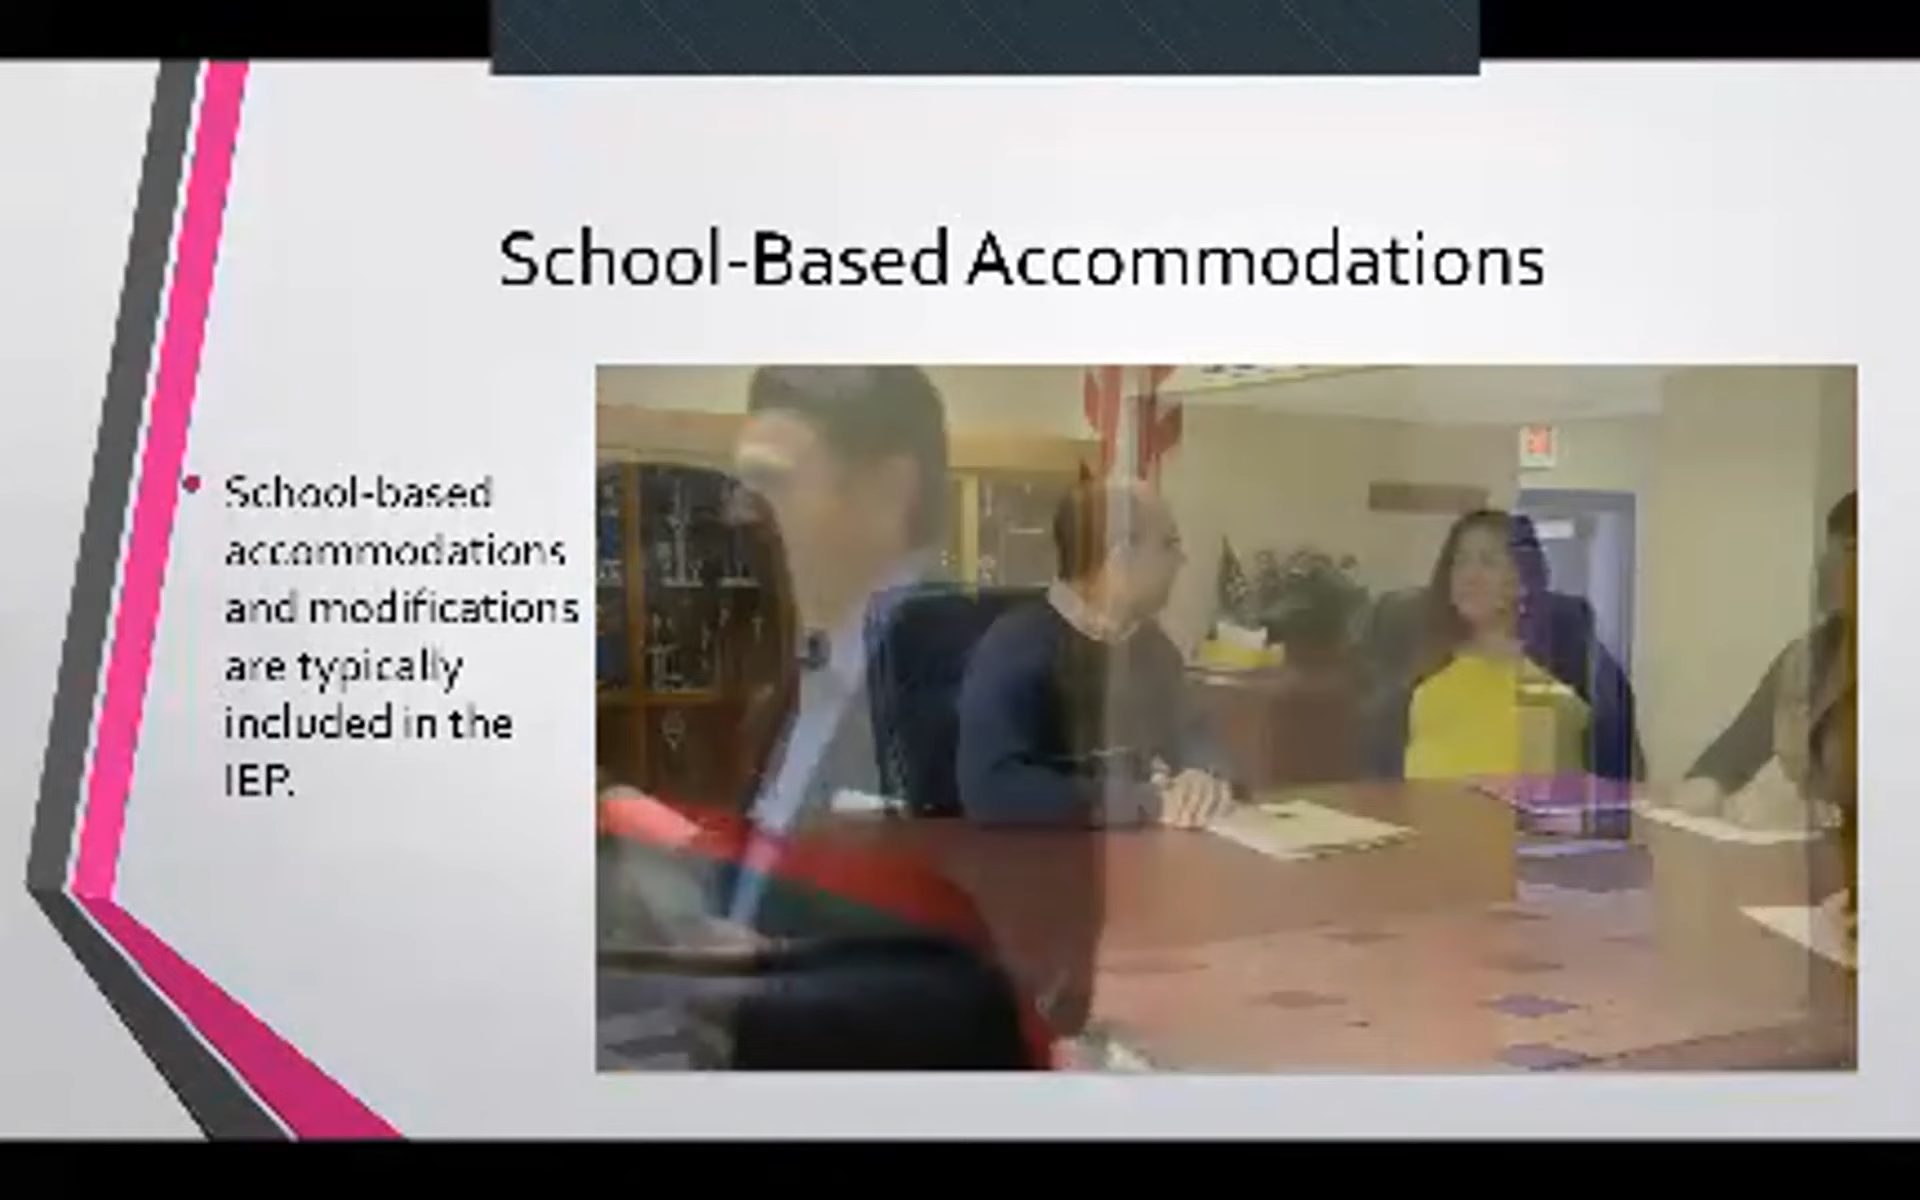 School-Based Accommodations
School-based
accommodations
and modifications
are typically
included in the
IEP.